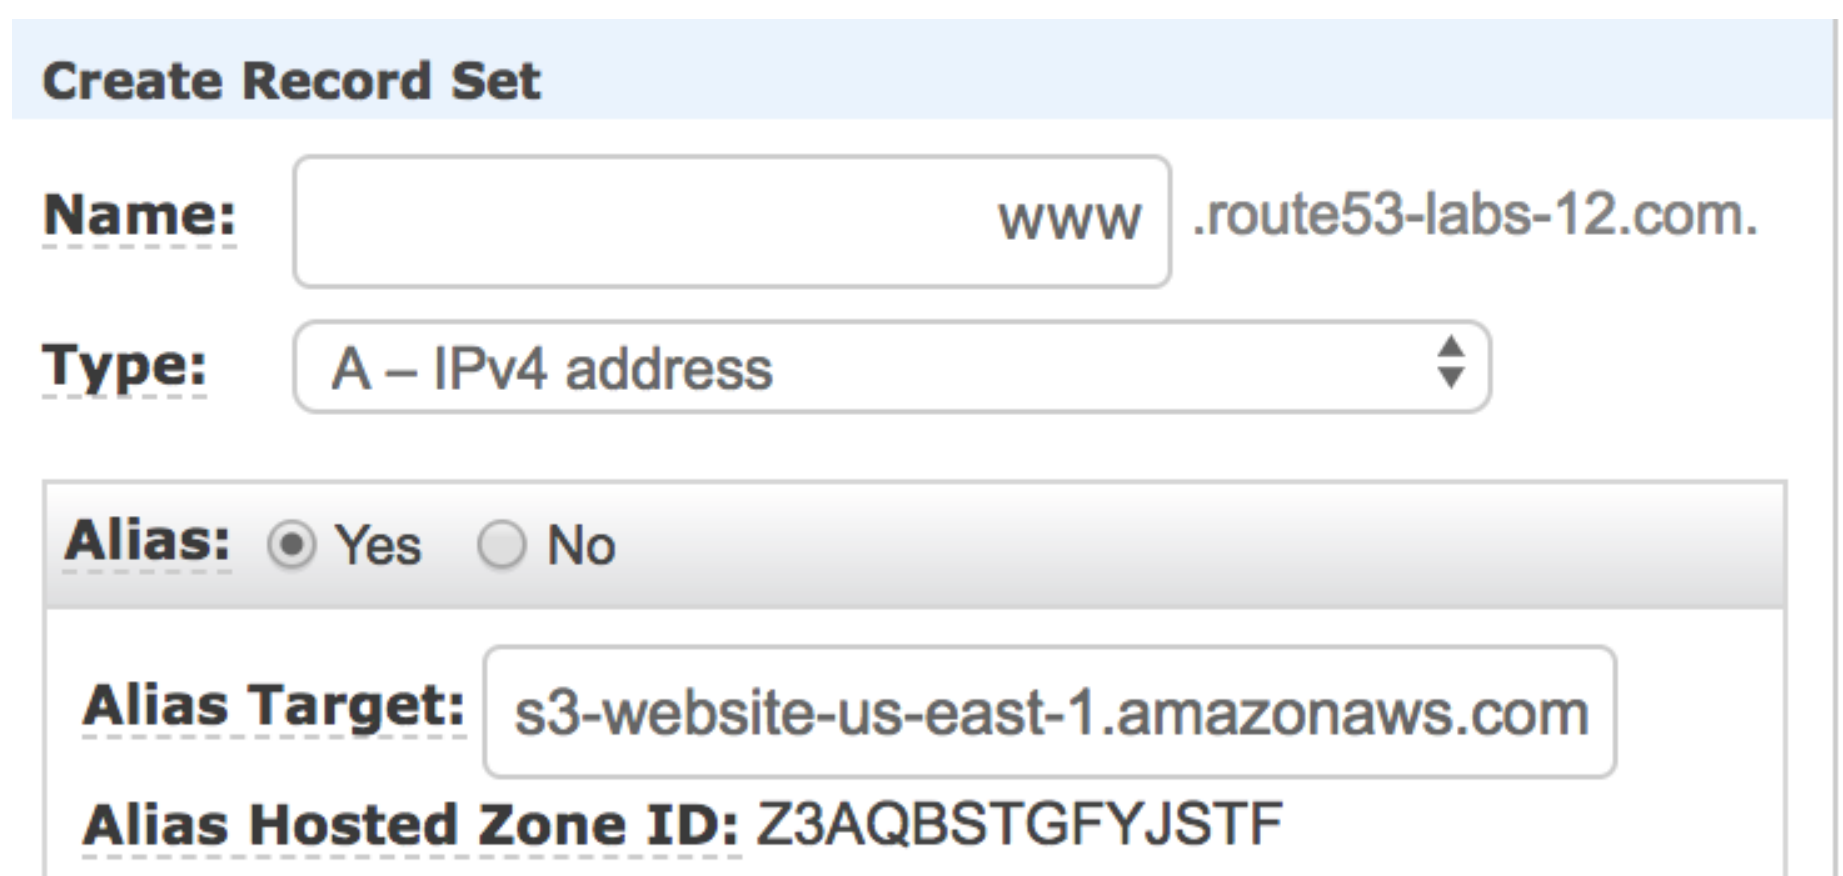 Create Record Set
Name: www .route53-labs-12.com.
Type: A – IPv4 address
Alias: Yes No
Alias Target: s3-website-us-east-1.amazonaws.com
Alias Hosted Zone ID: Z3AQBSTGFYJSTF